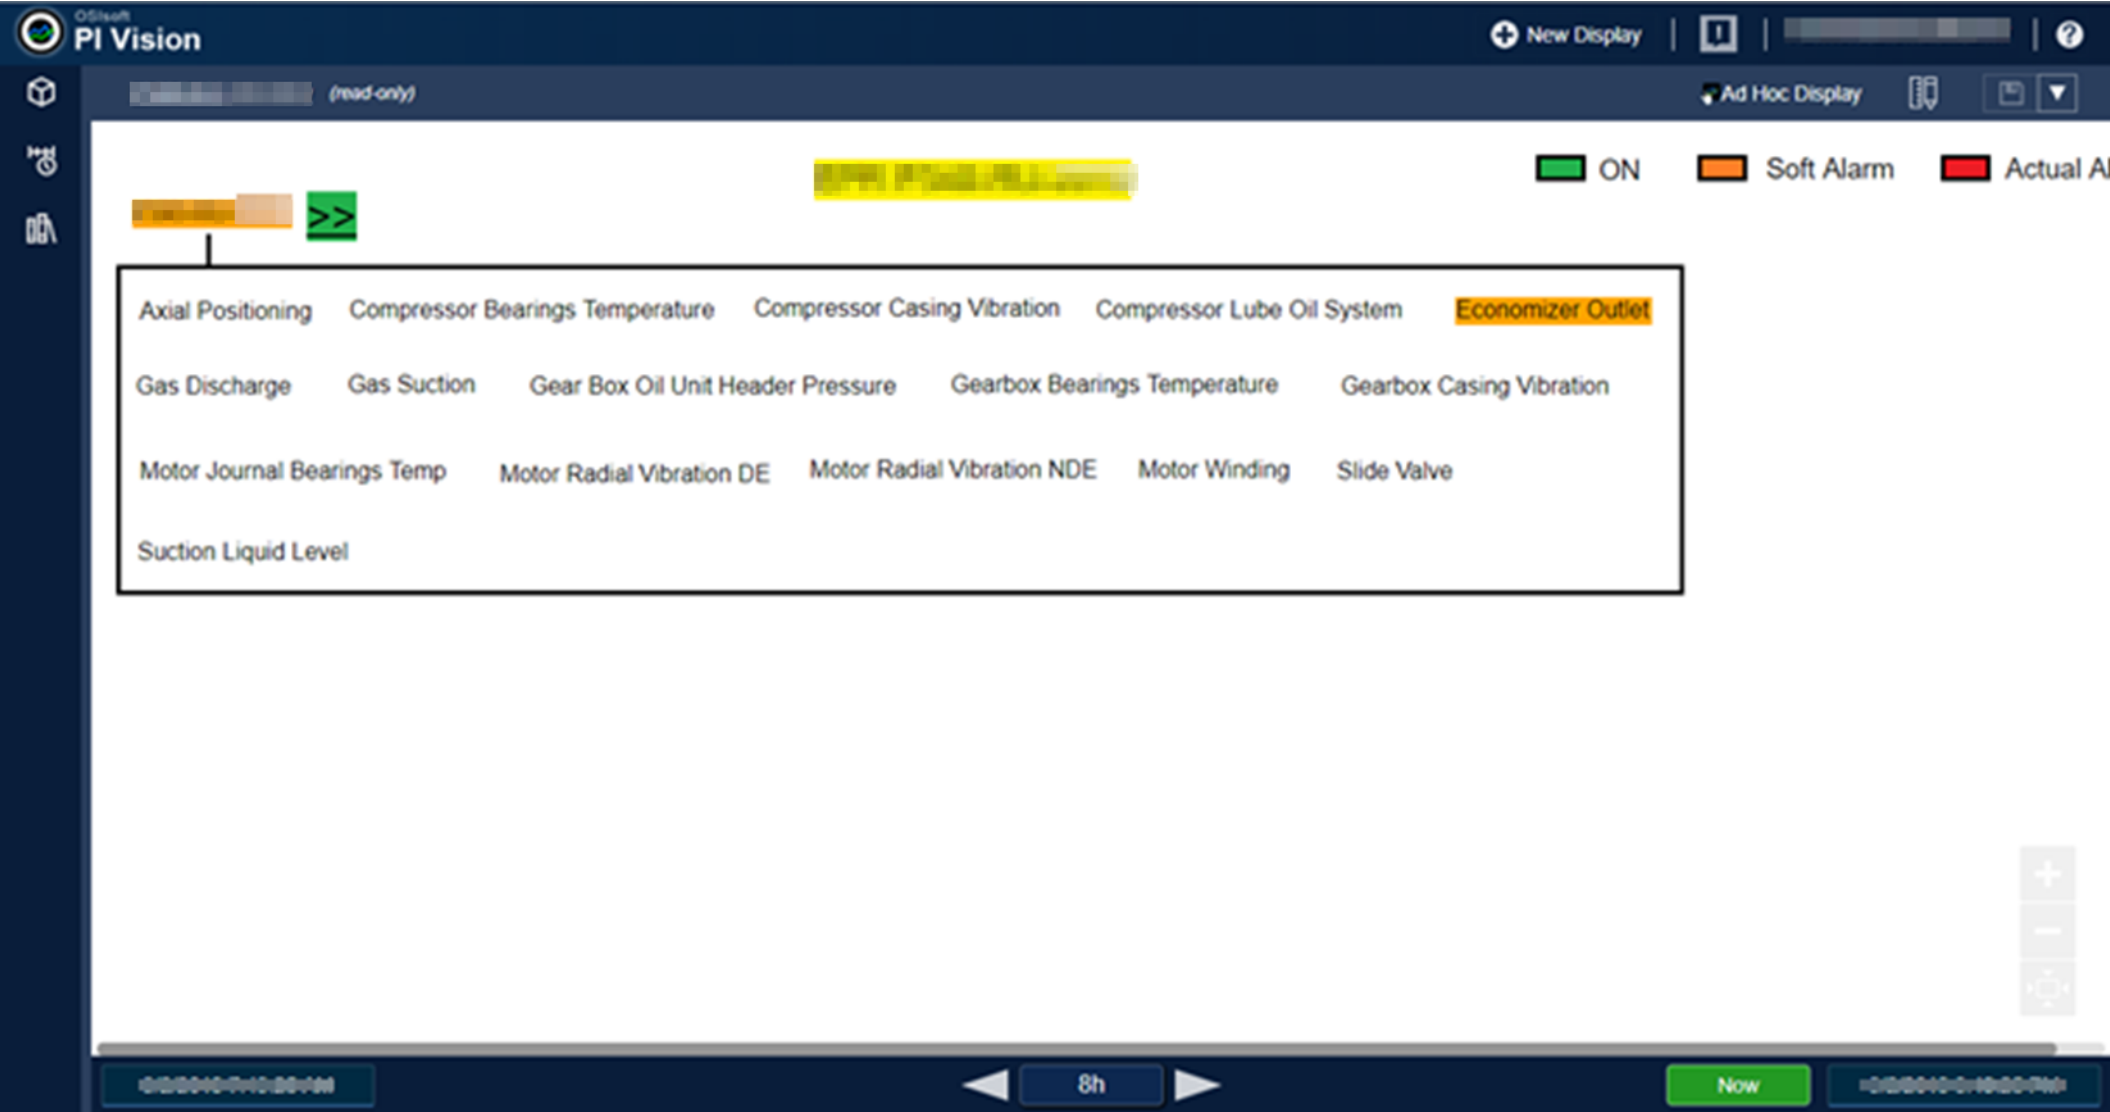 OSIsoft
PI Vision
New Display
(read-only)
Ad Hoc Display
ON
Soft Alarm
Actual Al
>>
Axial Positioning Compressor Bearings Temperature Compressor Casing Vibration Compressor Lube Oil System Economizer Outlet
Gas Discharge Gas Suction Gear Box Oil Unit Header Pressure Gearbox Bearings Temperature Gearbox Casing Vibration
Motor Journal Bearings Temp Motor Radial Vibration DE Motor Radial Vibration NDE Motor Winding Slide Valve
Suction Liquid Level
8h
Now